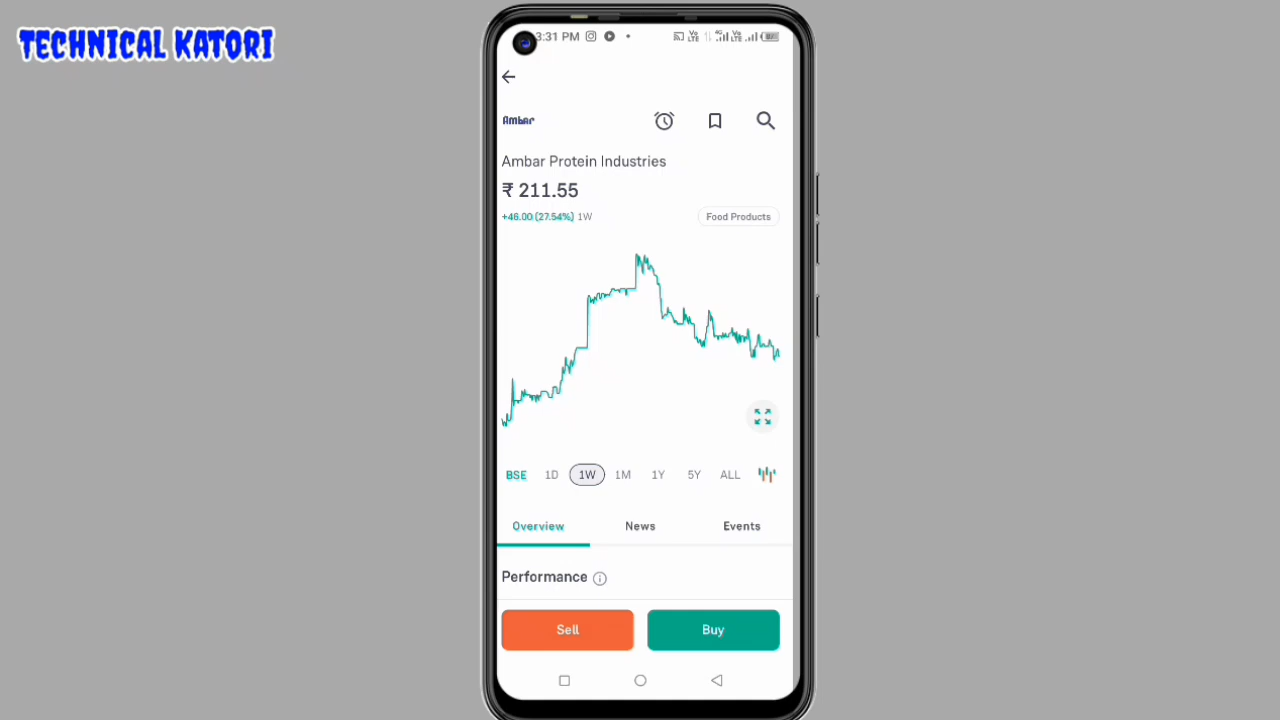 TECHNICAL KATORI
3:31 PM
Ambar
Ambar Protein Industries
₹ 211.55
+46.00 (27.54%) 1W
Food Products
BSE 1D 1W 1M 1Y 5Y ALL
Overview News Events
Performance
Sell Buy